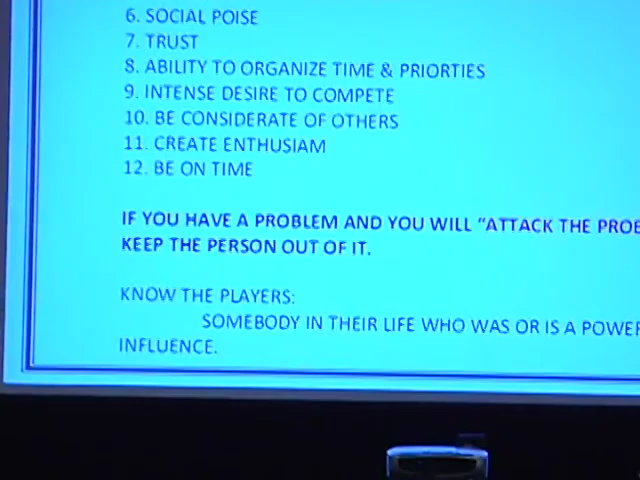 6. SOCIAL POISE
7. TRUST
8. ABILITY TO ORGANIZE TIME & PRIORTIES
9. INTENSE DESIRE TO COMPETE
10. BE CONSIDERATE OF OTHERS
11. CREATE ENTHUSIAM
12. BE ON TIME
IF YOU HAVE A PROBLEM AND YOU WILL "ATTACK THE
KEEP THE PERSON OUT OF IT.
KNOW THE PLAYERS:
SOMEBODY IN THEIR LIFE WHO WAS OR IS A
INFLUENCE.